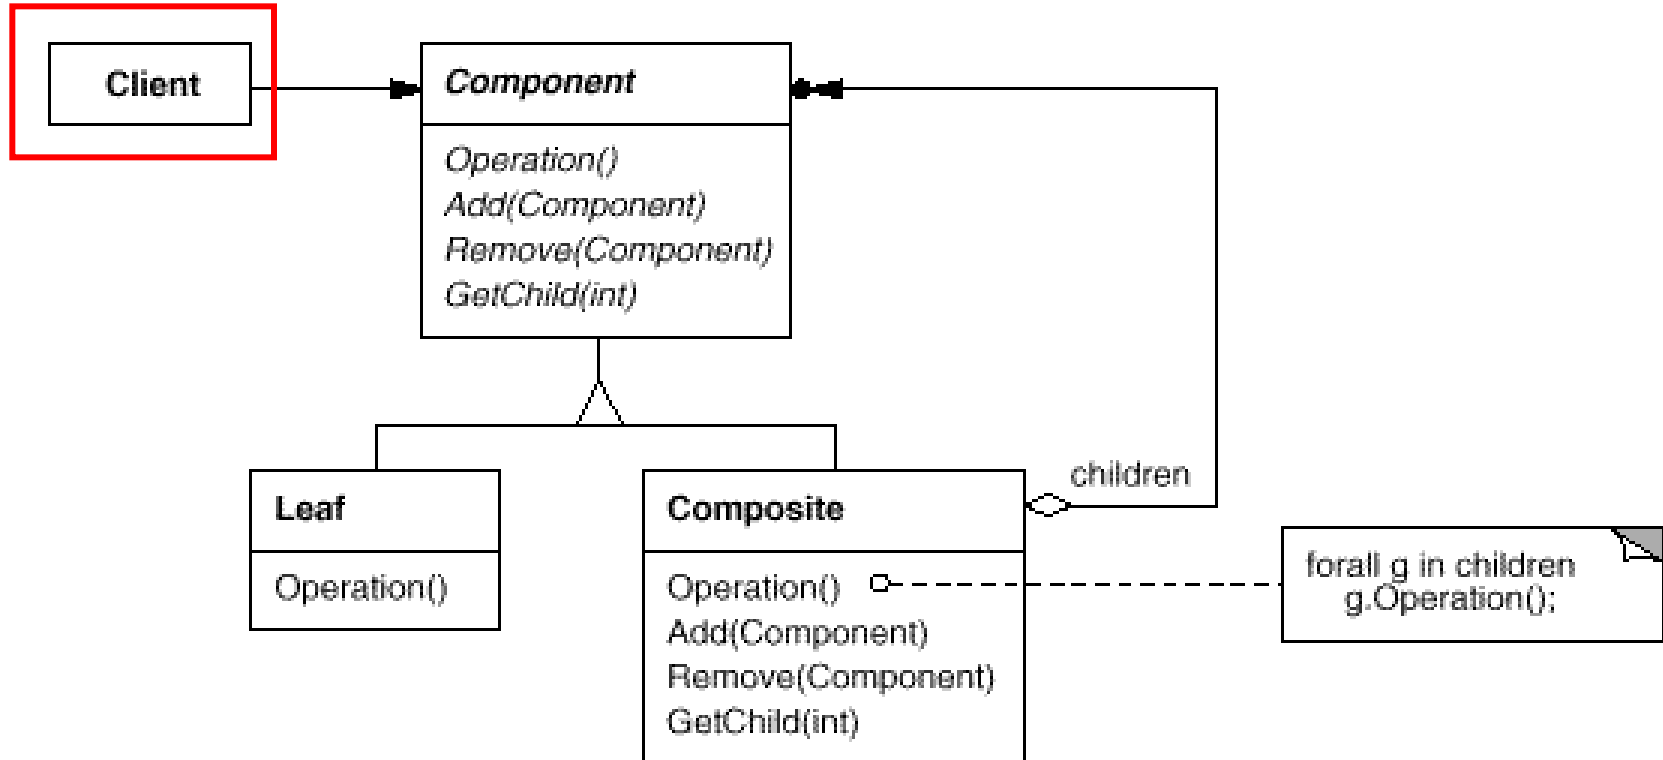 Client
Component
Operation()
Add(Component)
Remove(Component)
GetChild(int)
Leaf
Operation()
Composite
Operation()
Add(Component)
Remove(Component)
GetChild(int)
children
forall g in children
g.Operation();